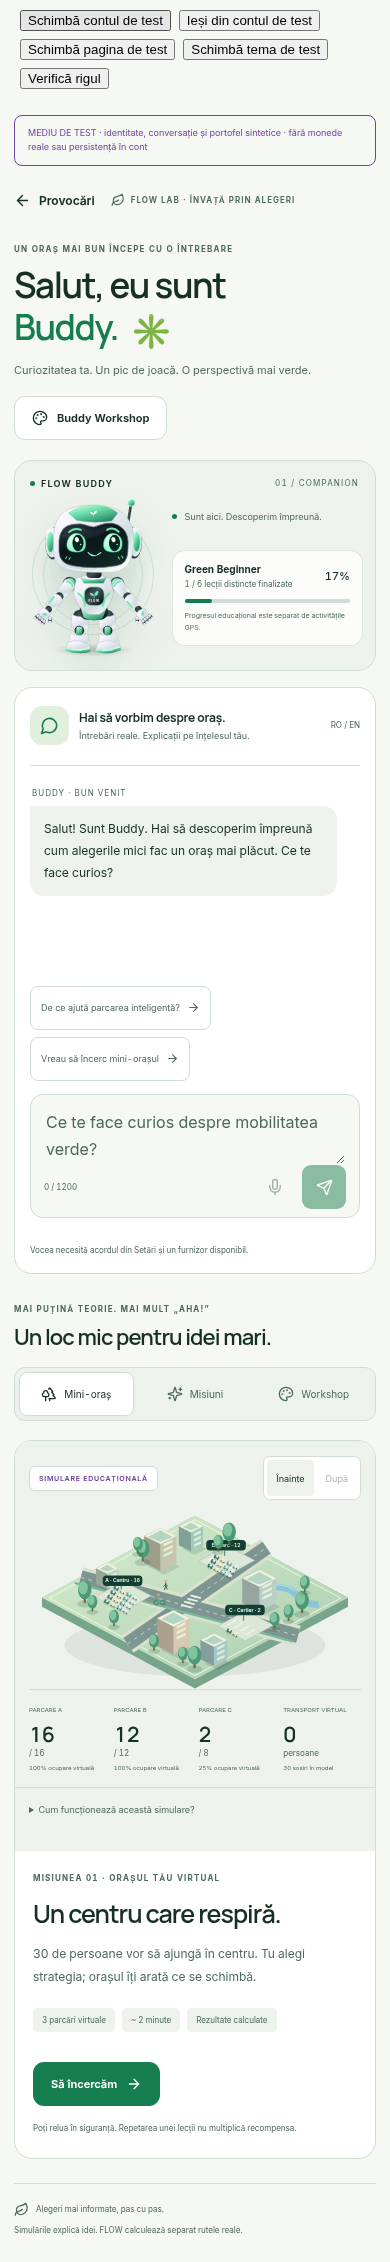 Schimbă contul de test
Ieși din contul de test
Schimbă pagina de test
Schimbă tema de test
Verifică rigul
MEDIU DE TEST · identitate, conversație și portofel sintetice · fără monede
reale sau persistență în cont
Provocări
FLOW LAB · ÎNVAȚĂ PRIN ALEGERI
UN ORAȘ MAI BUN ÎNCEPE CU O ÎNTREBARE
Salut, eu sunt
Buddy.
Curiozitatea ta. Un pic de joacă. O perspectivă mai verde.
Buddy Workshop
FLOW BUDDY
01 / COMPANION
Sunt aici. Descoperim împreună.
Green Beginner
17%
1 / 6 lecții distincte finalizate
Progresul educațional este separat de activitățile
GPS.
FLOW
Hai să vorbim despre oraș.
Întrebări reale. Explicații pe înțelesul tău.
RO / EN
BUDDY · BUN VENIT
Salut! Sunt Buddy. Hai să descoperim împreună
cum alegerile mici fac un oraș mai plăcut. Ce te
face curios?
De ce ajută parcarea inteligentă?
Vreau să încerc mini-orașul
Ce te face curios despre mobilitatea
verde?
0 / 1200
Vocea necesită acordul din Setări și un furnizor disponibil.
MAI PUȚINĂ TEORIE. MAI MULT „AHA!”
Un loc mic pentru idei mari.
Mini-oraș
Misiuni
Workshop
SIMULARE EDUCAȚIONALĂ
Înainte
După
A · Centru · 16
C · Cartier · 2
PARCARE A
PARCARE B
PARCARE C
TRANSPORT VIRTUAL
16
12
2
0
/ 16
/ 12
/ 8
persoane
100% ocupare virtuală
100% ocupare virtuală
25% ocupare virtuală
30 sosiri în model
Cum funcționează această simulare?
MISIUNEA 01 · ORAȘUL TĂU VIRTUAL
Un centru care respiră.
30 de persoane vor să ajungă în centru. Tu alegi
strategia; orașul îți arată ce se schimbă.
3 parcări virtuale
~ 2 minute
Rezultate calculate
Să încercăm
Poți relua în siguranță. Repetarea unei lecții nu multiplică recompensa.
Alegeri mai informate, pas cu pas.
Simulările explică idei. FLOW calculează separat rutele reale.